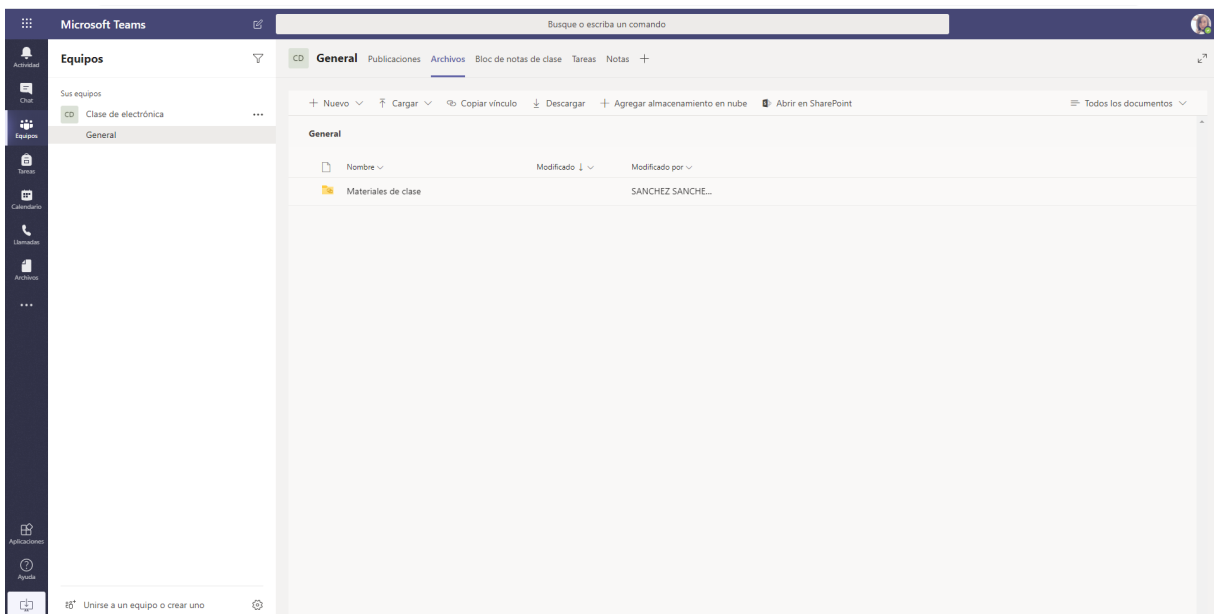 Microsoft Teams
Busque o escriba un comando
Actividad
Chat
Equipos
Tareas
Calendario
Llamadas
Archivos
Aplicaciones
Ayuda
Equipos
Sus equipos
CD Clase de electrónica
General
Unirse a un equipo o crear uno
CD General Publicaciones Archivos Bloc de notas de clase Tareas Notas
Nuevo Cargar Copiar vínculo Descargar Agregar almacenamiento en nube Abrir en SharePoint Todos los documentos
General
Nombre Modificado Modificado por
Materiales de clase SANCHEZ SANCHE...